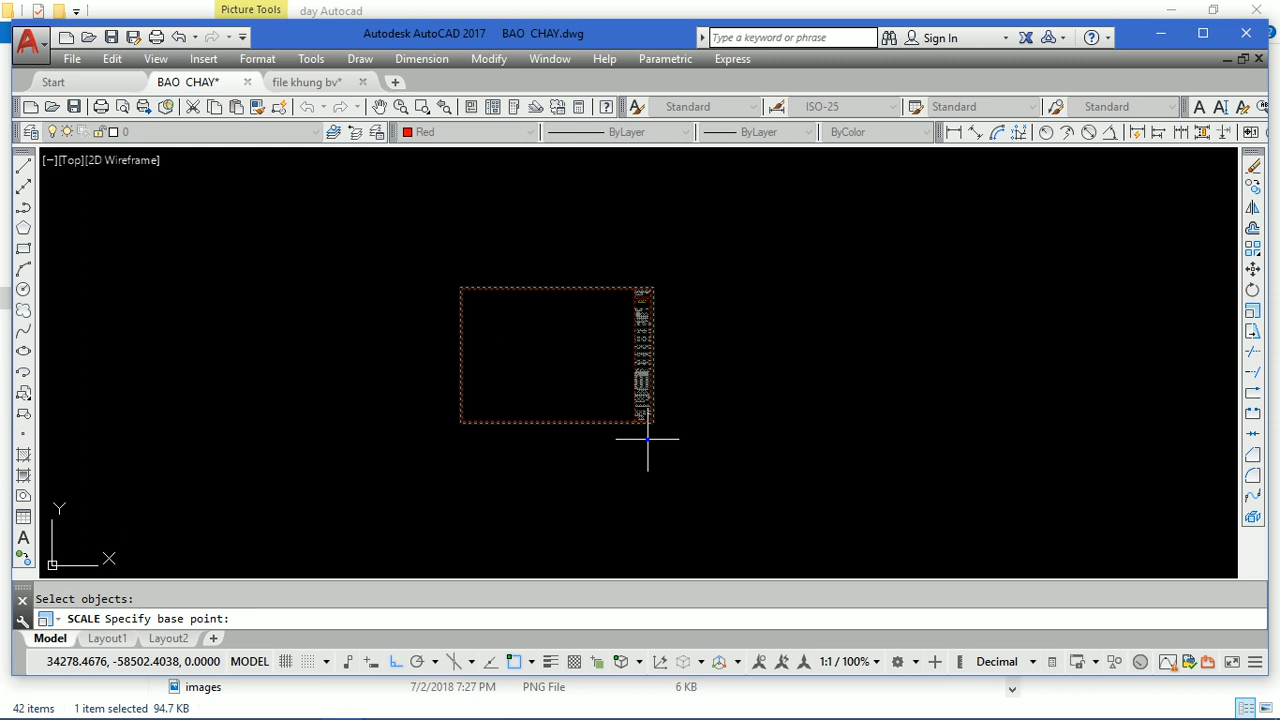 Picture Tools
day Autocad
Autodesk AutoCAD 2017 BAO CHAY.dwg
Type a keyword or phrase
Sign In
File Edit View Insert Format Tools Draw Dimension Modify Window Help Parametric Express
Start
BAO CHAY*
file khung bv*
Standard
ISO-25
Standard
Standard
0
Red
ByLayer
ByLayer
ByColor
[−][Top][2D Wireframe]
Y
X
Select objects:
SCALE Specify base point:
Model Layout1 Layout2
34278.4676, -58502.4038, 0.0000 MODEL
1:1 / 100%
Decimal
images 7/2/2018 7:27 PM PNG File 6 KB
42 items 1 item selected 94.7 KB